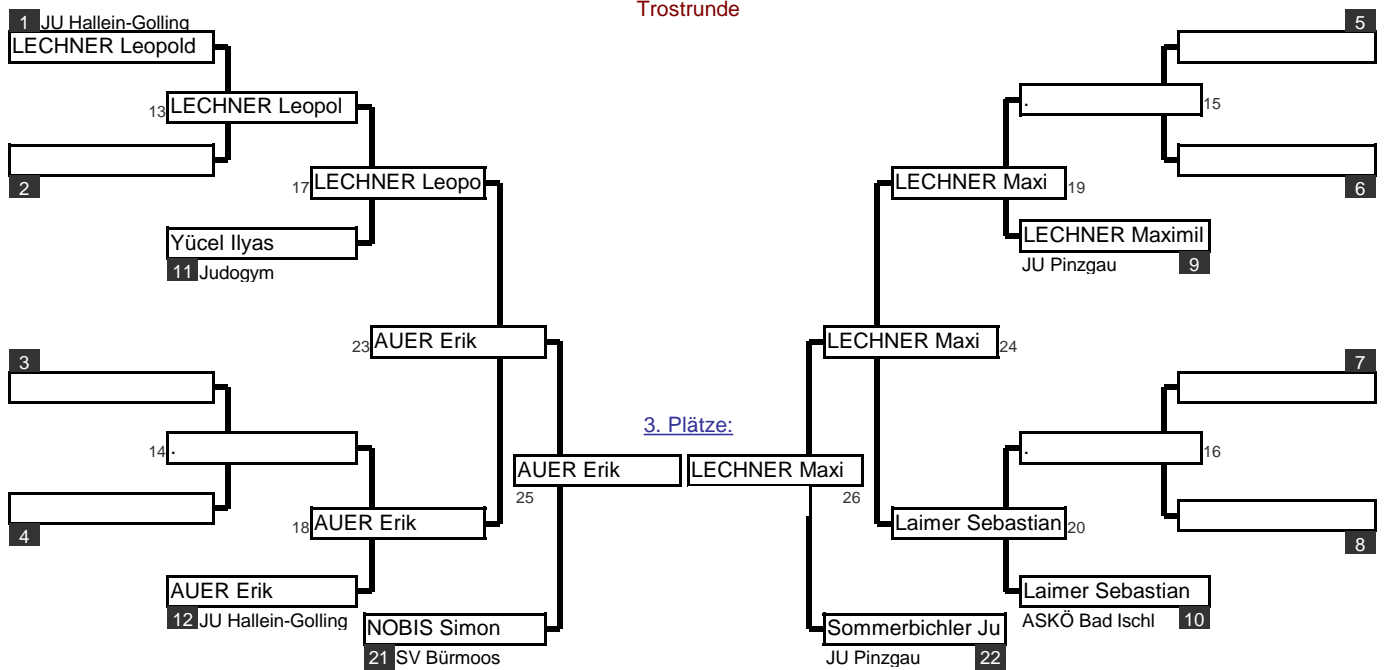 Trostrunde
1 JU Hallein-Golling
LECHNER Leopold
5
13 LECHNER Leopol
. 15
2
17 LECHNER Leopo
LECHNER Maxi 19
6
Yücel Ilyas
11 Judogym
LECHNER Maximil
JU Pinzgau 9
23 AUER Erik
LECHNER Maxi 24
3
7
3. Plätze:
14 .
. 16
AUER Erik
25
LECHNER Maxi
26
4
18 AUER Erik
Laimer Sebastian 20
8
AUER Erik
12 JU Hallein-Golling
Laimer Sebastian
ASKÖ Bad Ischl 10
NOBIS Simon
21 SV Bürmoos
Sommerbichler Ju
JU Pinzgau 22